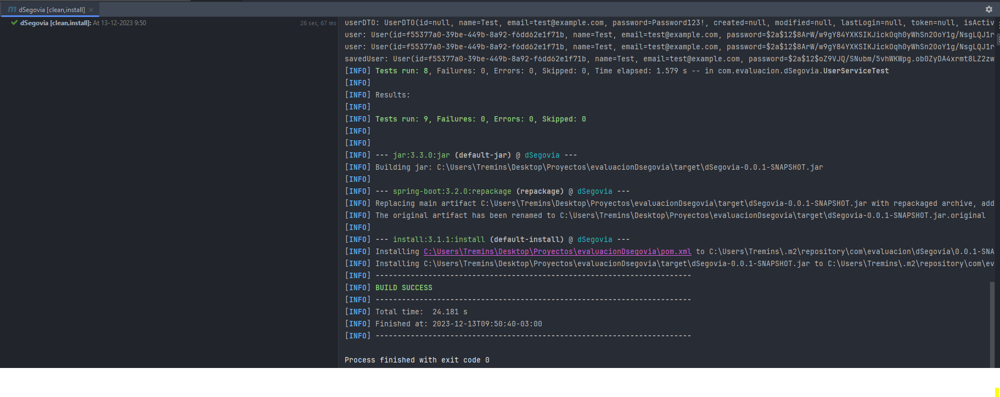 m dSegovia [clean,install] ×
dSegovia [clean,install]: At 13-12-2023 9:50 26 sec, 67 ms
userDTO: UserDTO(id=null, name=Test, email=test@example.com, password=Password123!, created=null, modified=null, lastLogin=null, token=null, isActiv
user: User(id=f55377a0-39be-449b-8a92-f6dd62e1f71b, name=Test, email=test@example.com, password=$2a$12$8ArW/w9gY84YXKSIKJickOqh0yWhSn2OoY1g/NsgLQJ1r
user: User(id=f55377a0-39be-449b-8a92-f6dd62e1f71b, name=Test, email=test@example.com, password=$2a$12$8ArW/w9gY84YXKSIKJickOqh0yWhSn2OoY1g/NsgLQJ1r
savedUser: User(id=f55377a0-39be-449b-8a92-f6dd62e1f71b, name=Test, email=test@example.com, password=$2a$12$oZ9VJQ/SNubm/5vhWKWpg.ob0ZyDA4xrmt8LZ2zw
[INFO] Tests run: 8, Failures: 0, Errors: 0, Skipped: 0, Time elapsed: 1.579 s -- in com.evaluacion.dSegovia.UserServiceTest
[INFO]
[INFO] Results:
[INFO]
[INFO] Tests run: 9, Failures: 0, Errors: 0, Skipped: 0
[INFO]
[INFO]
[INFO] --- jar:3.3.0:jar (default-jar) @ dSegovia ---
[INFO] Building jar: C:\Users\Tremins\Desktop\Proyectos\evaluacionDsegovia\target\dSegovia-0.0.1-SNAPSHOT.jar
[INFO]
[INFO] --- spring-boot:3.2.0:repackage (repackage) @ dSegovia ---
[INFO] Replacing main artifact C:\Users\Tremins\Desktop\Proyectos\evaluacionDsegovia\target\dSegovia-0.0.1-SNAPSHOT.jar with repackaged archive, add
[INFO] The original artifact has been renamed to C:\Users\Tremins\Desktop\Proyectos\evaluacionDsegovia\target\dSegovia-0.0.1-SNAPSHOT.jar.original
[INFO]
[INFO] --- install:3.1.1:install (default-install) @ dSegovia ---
[INFO] Installing C:\Users\Tremins\Desktop\Proyectos\evaluacionDsegovia\pom.xml to C:\Users\Tremins\.m2\repository\com\evaluacion\dSegovia\0.0.1-SNA
[INFO] Installing C:\Users\Tremins\Desktop\Proyectos\evaluacionDsegovia\target\dSegovia-0.0.1-SNAPSHOT.jar to C:\Users\Tremins\.m2\repository\com\ev
[INFO] ------------------------------------------------------------------------
[INFO] BUILD SUCCESS
[INFO] ------------------------------------------------------------------------
[INFO] Total time:  24.181 s
[INFO] Finished at: 2023-12-13T09:50:40-03:00
[INFO] ------------------------------------------------------------------------
Process finished with exit code 0